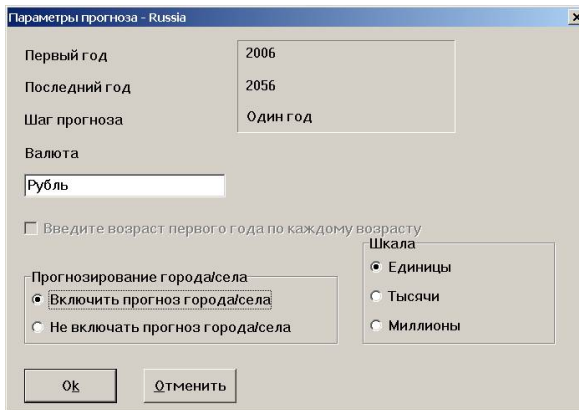 Параметры прогноза - Russia
Первый год
2006
Последний год
2056
Шаг прогноза
Один год
Валюта
Рубль
Введите возраст первого года по каждому возрасту
Прогнозирование города/села
Включить прогноз города/села
Не включать прогноз города/села
Шкала
Единицы
Тысячи
Миллионы
Ok
Отменить